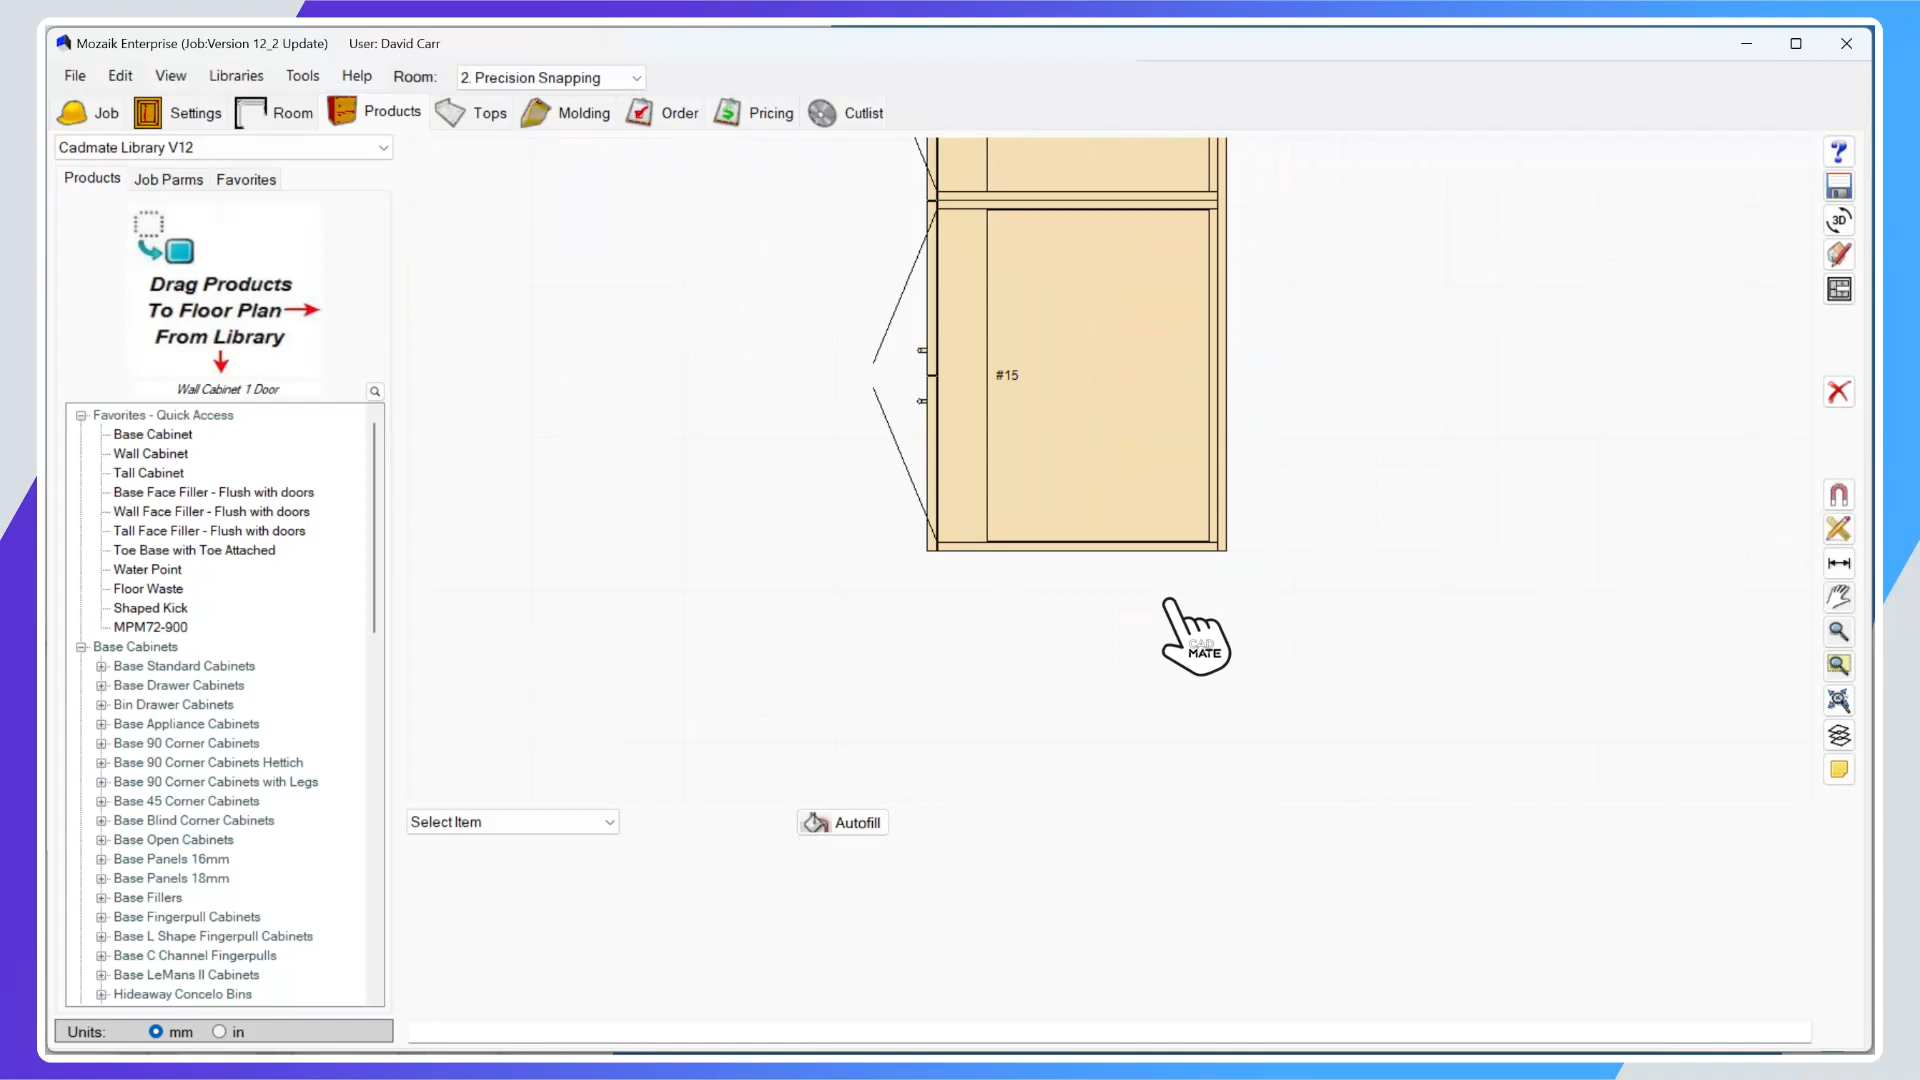 Mozaik Enterprise (Job:Version 12_2 Update) User: David Carr
File Edit View Libraries Tools Help Room: 2. Precision Snapping
Job Settings Room Products Tops Molding Order Pricing Cutlist
Cadmate Library V12
Products Job Parms Favorites
Drag Products
To Floor Plan
From Library
Wall Cabinet 1 Door
Favorites - Quick Access
Base Cabinet
Wall Cabinet
Tall Cabinet
Base Face Filler - Flush with doors
Wall Face Filler - Flush with doors
Tall Face Filler - Flush with doors
Toe Base with Toe Attached
Water Point
Floor Waste
Shaped Kick
MPM72-900
Base Cabinets
Base Standard Cabinets
Base Drawer Cabinets
Bin Drawer Cabinets
Base Appliance Cabinets
Base 90 Corner Cabinets
Base 90 Corner Cabinets Hettich
Base 90 Corner Cabinets with Legs
Base 45 Corner Cabinets
Base Blind Corner Cabinets
Base Open Cabinets
Base Panels 16mm
Base Panels 18mm
Base Fillers
Base Fingerpull Cabinets
Base L Shape Fingerpull Cabinets
Base C Channel Fingerpulls
Base LeMans II Cabinets
Hideaway Concelo Bins
Units: mm in
#15
CAD
MATE
Select Item
Autofill
?
3D